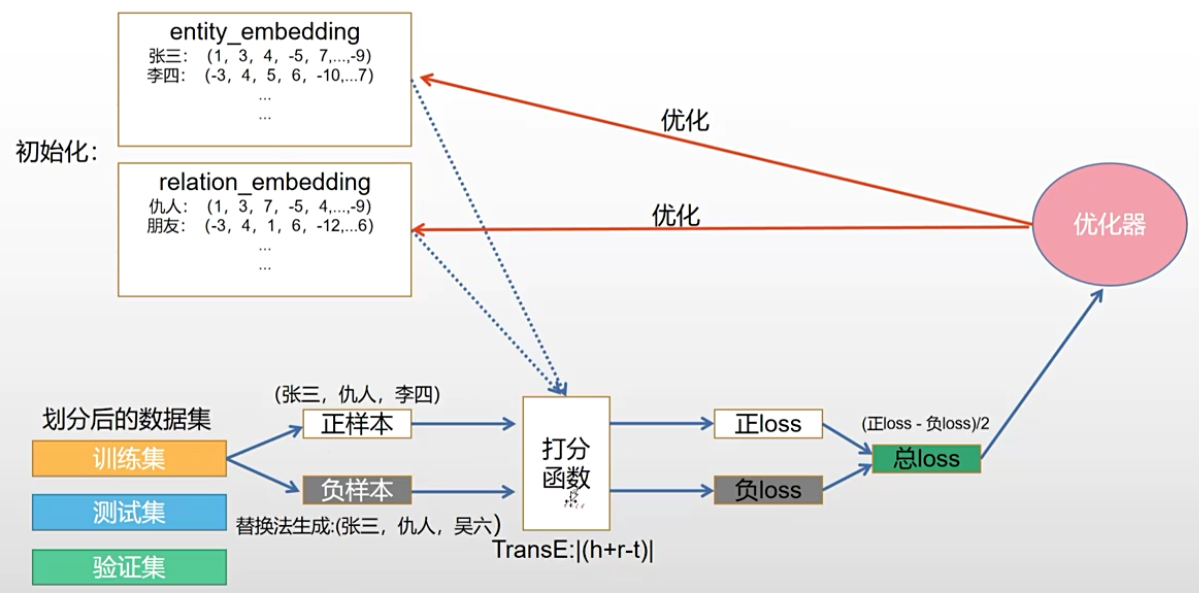 entity_embedding
张三： (1，3，4，-5，7,...,-9)
李四： (-3，4，5，6，-10,...7)
...
...
初始化：
relation_embedding
仇人： (1，3，7，-5，4,...,-9)
朋友： (-3，4，1，6，-12,...6)
...
...
优化
优化
优化器
划分后的数据集
训练集
测试集
验证集
(张三，仇人，李四)
正样本
负样本
替换法生成:(张三，仇人，吴六)
打分
函数
TransE:|(h+r-t)|
正loss
负loss
(正loss - 负loss)/2
总loss